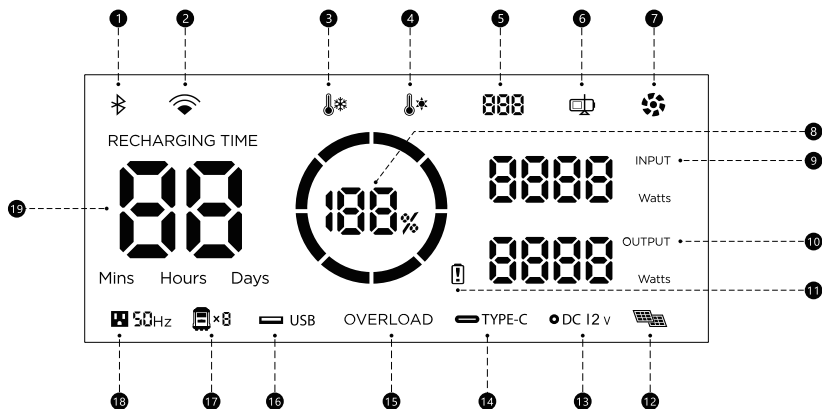 1 2 3 4 5 6 7
888
RECHARGING TIME
8
188%
8888 INPUT 9
Watts
19 88
8888 OUTPUT 10
Watts
Mins Hours Days
11
50Hz ×8 USB OVERLOAD TYPE-C DC 12 V
18 17 16 15 14 13 12